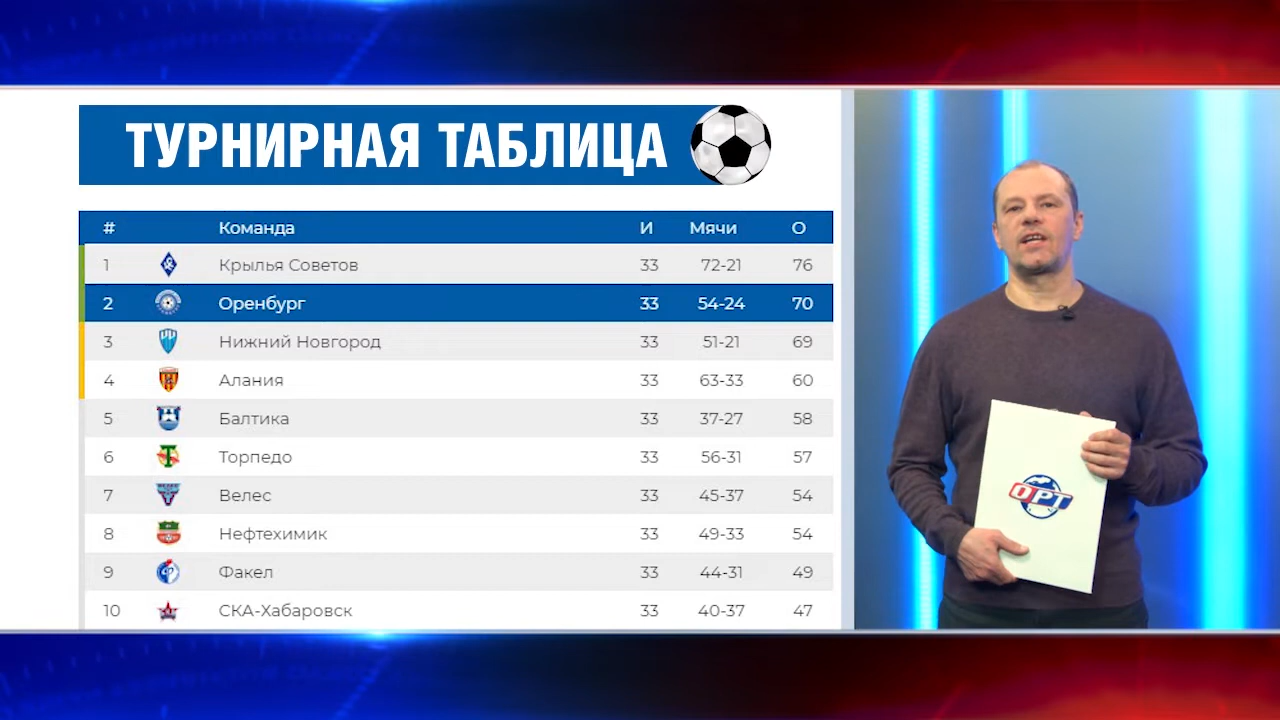 ТУРНИРНАЯ ТАБЛИЦА
# Команда И Мячи О
1 Крылья Советов 33 72-21 76
2 Оренбург 33 54-24 70
3 Нижний Новгород 33 51-21 69
4 Алания 33 63-33 60
5 Балтика 33 37-27 58
6 Торпедо 33 56-31 57
7 Велес 33 45-37 54
8 Нефтехимик 33 49-33 54
9 Факел 33 44-31 49
10 СКА-Хабаровск 33 40-37 47
ОРТ